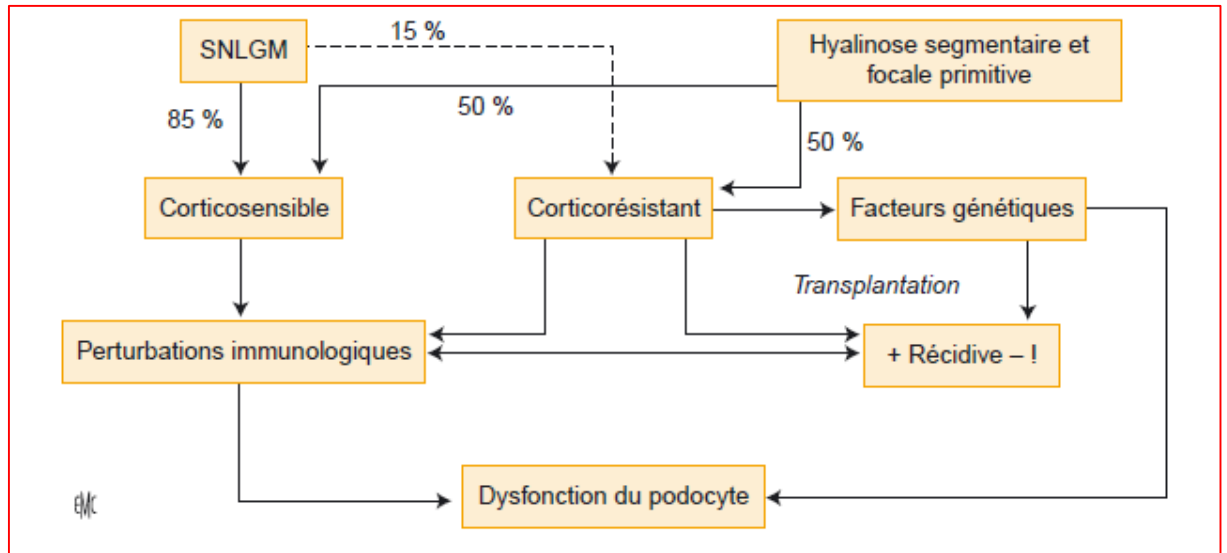 SNLGM
15 %
Hyalinose segmentaire et
focale primitive
85 %
50 %
50 %
Corticosensible
Corticorésistant
Facteurs génétiques
Transplantation
Perturbations immunologiques
+ Récidive – !
Dysfonction du podocyte
EMC